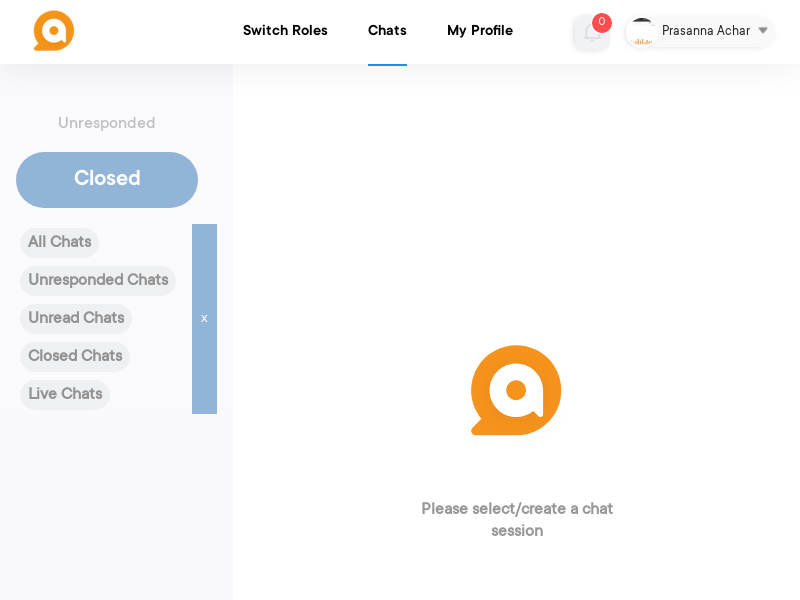 Switch Roles
Chats
My Profile
0
Prasanna Achar
Unresponded
Closed
All Chats
Unresponded Chats
Unread Chats
Closed Chats
Live Chats
x
Please select/create a chat
session